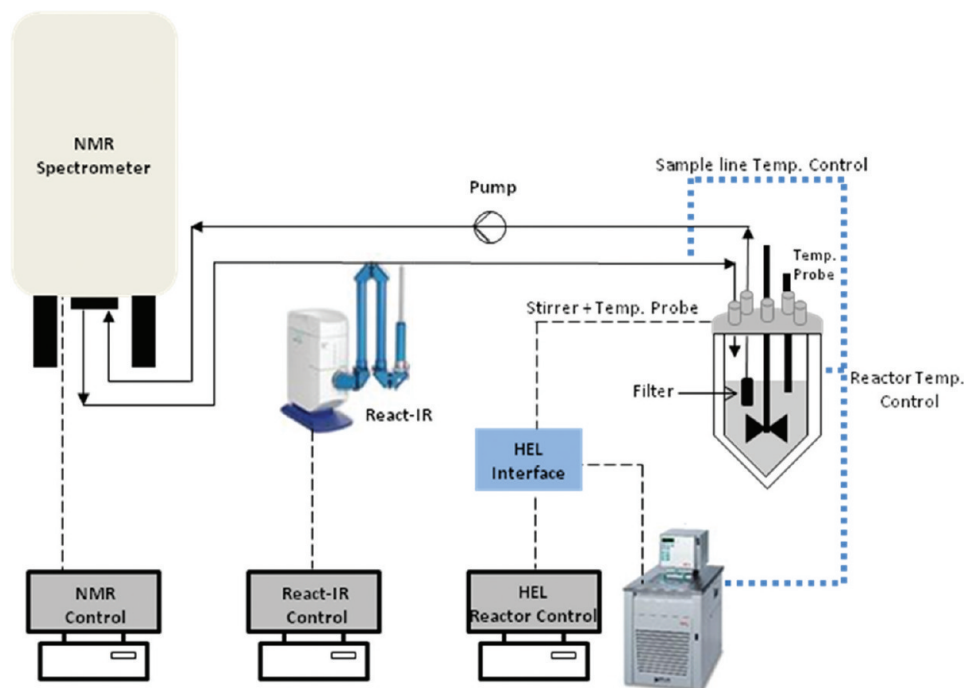 NMR
Spectrometer
Sample line Temp. Control
Pump
Temp.
Probe
Stirrer + Temp. Probe
Reactor Temp.
Control
Filter
React-IR
HEL
Interface
NMR
Control
React-IR
Control
HEL
Reactor Control